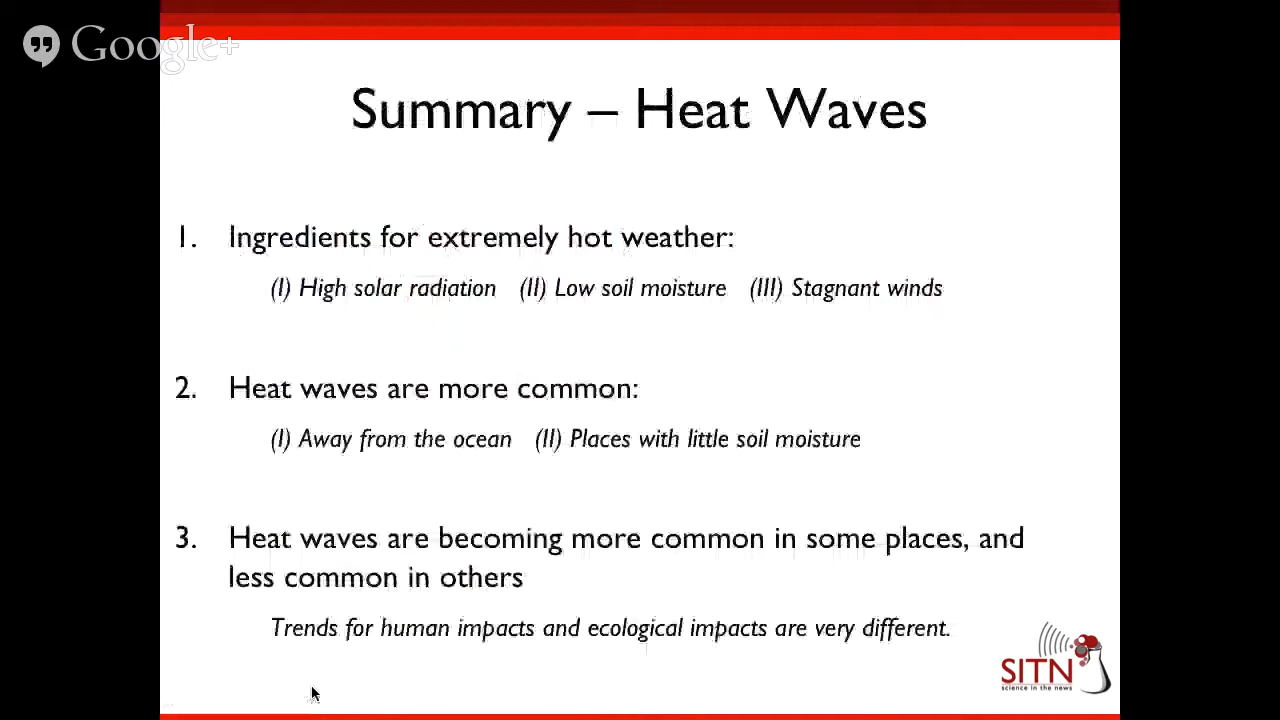 Google+
Summary – Heat Waves
1. Ingredients for extremely hot weather:
(I) High solar radiation (II) Low soil moisture (III) Stagnant winds
2. Heat waves are more common:
(I) Away from the ocean (II) Places with little soil moisture
3. Heat waves are becoming more common in some places, and
less common in others
Trends for human impacts and ecological impacts are very different.
SITN
science in the news